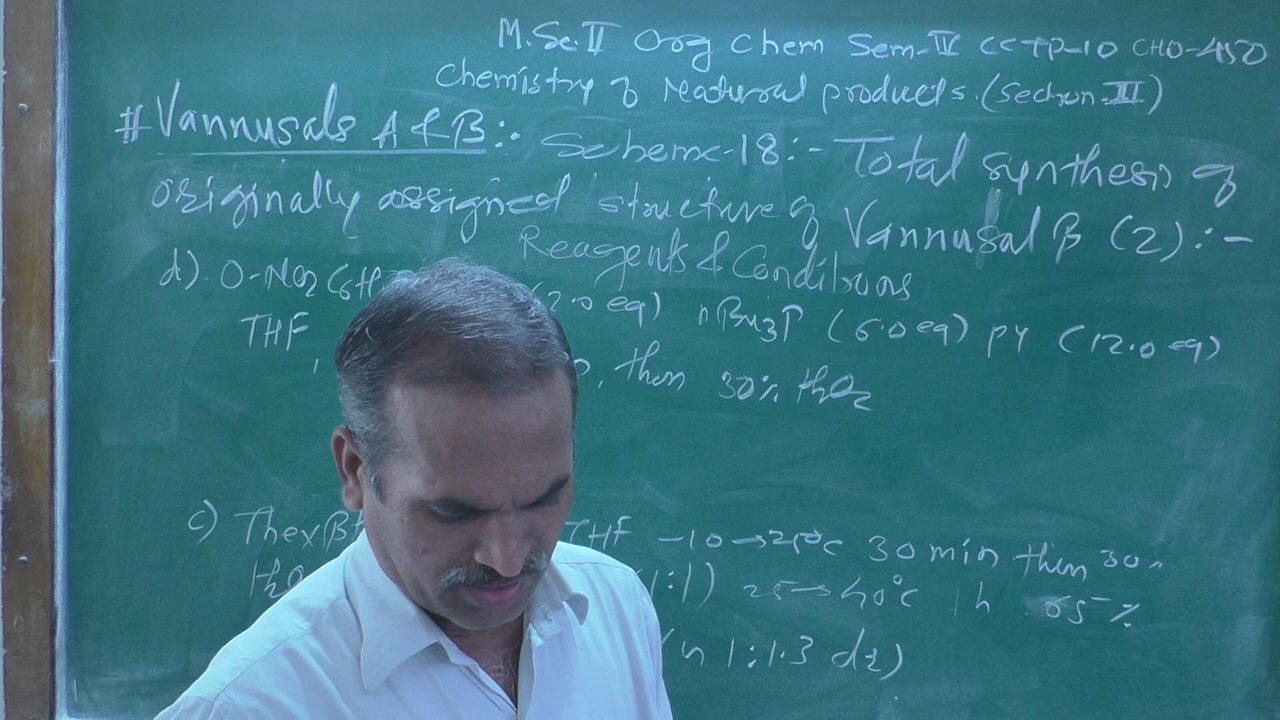 M.Sc.II Org Chem Sem-IV CCTP-10 CHO-450
Chemistry of Natural products.(Section-II)
# Vannusals A & B:- Scheme-18:- Total synthesis of
originally assigned structure of Vannusal B (2):-
Reagents & Conditions
d). O-NO2 C6H (2.0 eq) nBu3P (6.0 eq) py (12.0 eq)
THF , then 30% H2O2
c) ThexB THF -10→25°C 30 min then 30%
H2O 1:1) 25→40°C 1h 65%
1:1.3 dr)